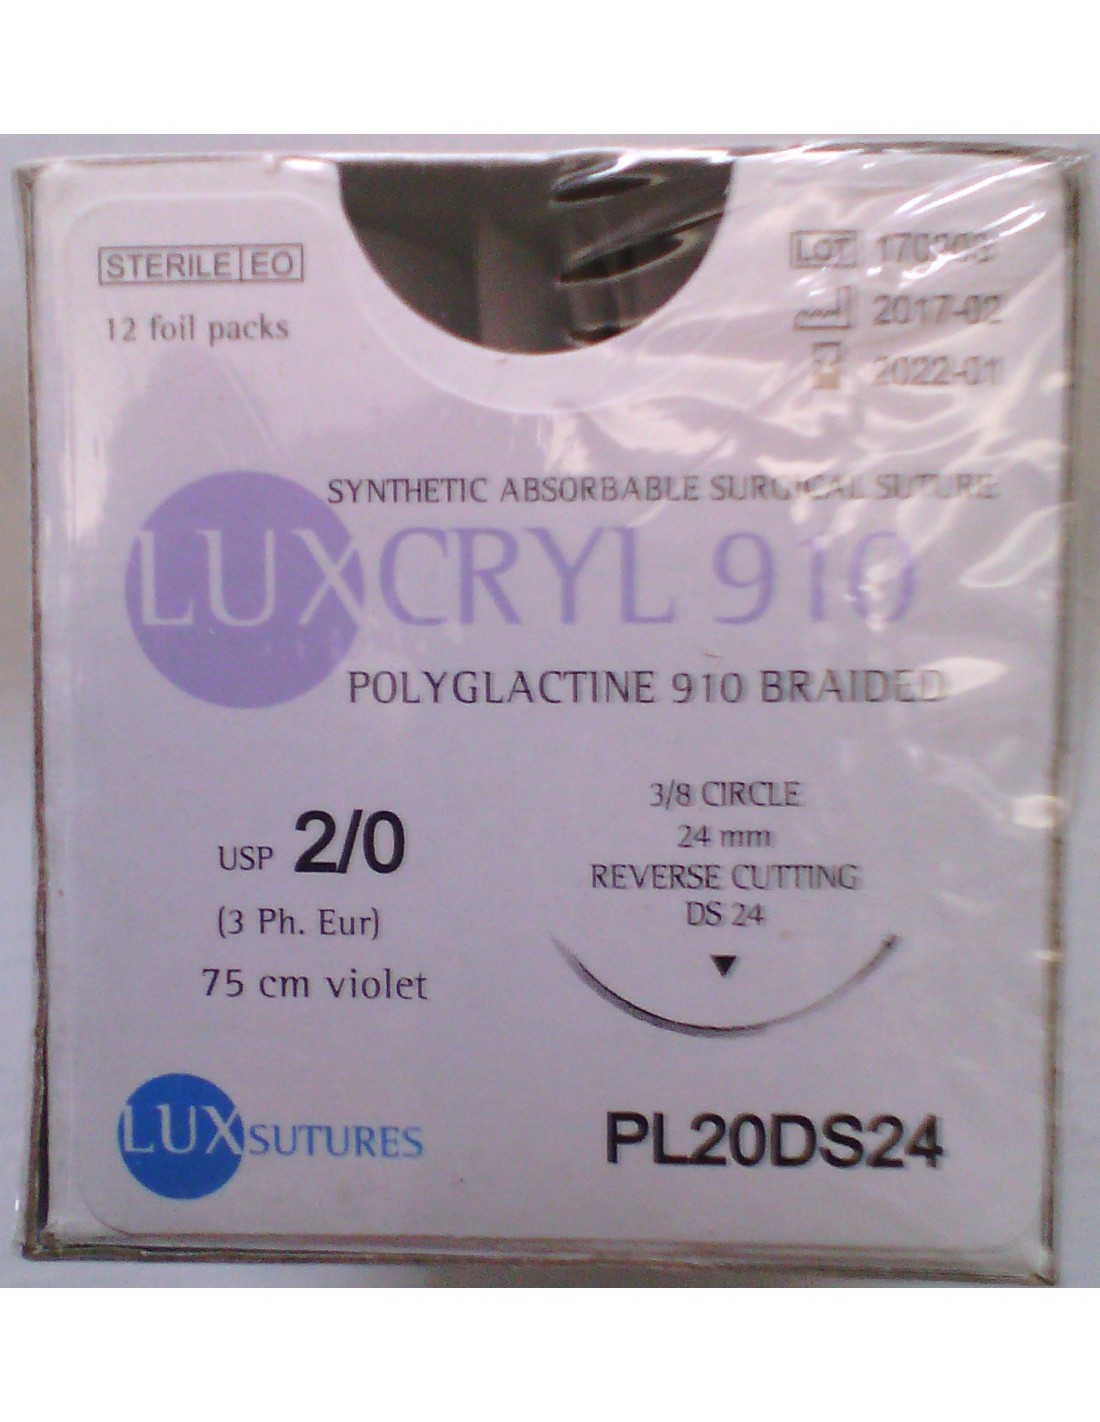 STERILE EO
12 foil packs
LOT
2017-02
2022-01
SYNTHETIC ABSORBABLE SURGICAL SUTURE
LUXCRYL 910
POLYGLACTINE 910 BRAIDED
USP 2/0
(3 Ph. Eur)
75 cm violet
3/8 CIRCLE
24 mm
REVERSE CUTTING
DS 24
LUXSUTURES
PL20DS24